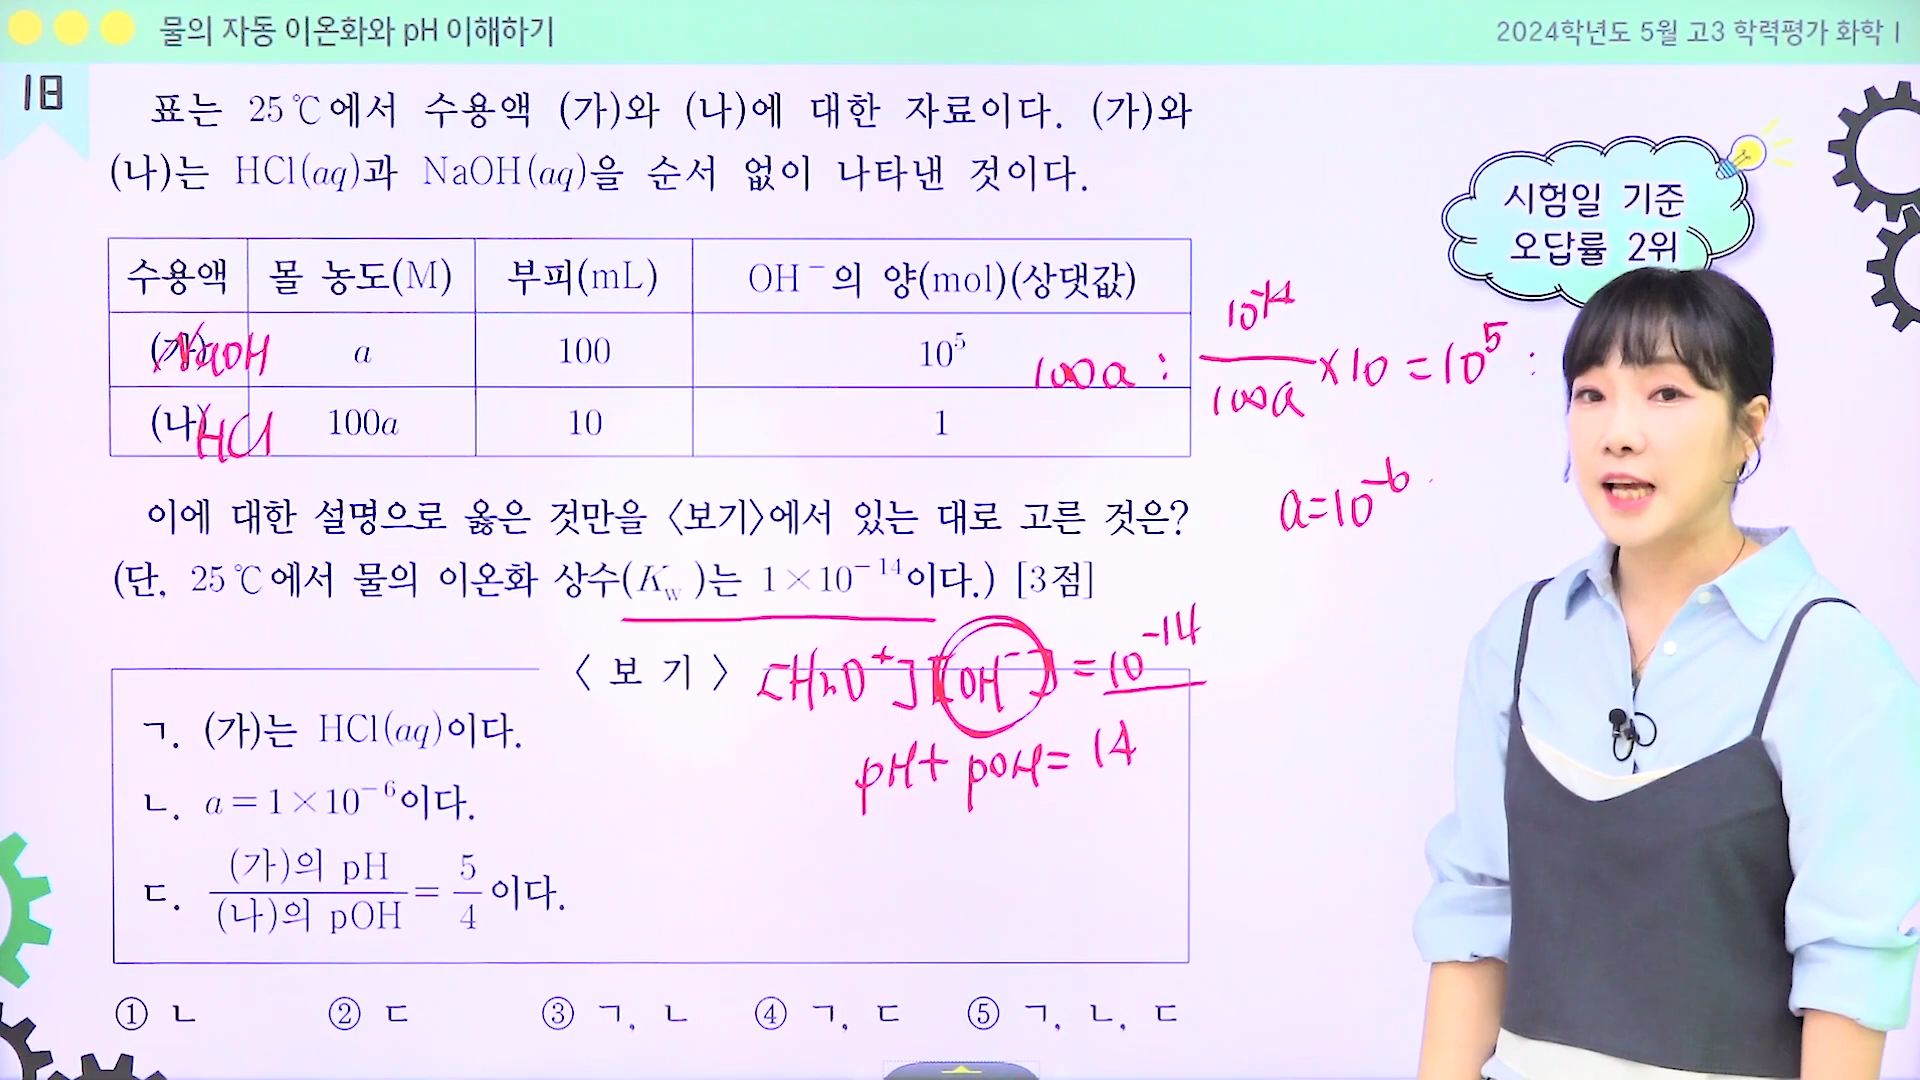 물의 자동 이온화와 pH 이해하기
2024학년도 5월 고3 학력평가 화학 I
18
표는 25℃에서 수용액 (가)와 (나)에 대한 자료이다. (가)와
(나)는 HCl(aq)과 NaOH(aq)을 순서 없이 나타낸 것이다.
시험일 기준
오답률 2위
수용액 몰 농도(M) 부피(mL) OH⁻의 양(mol)(상댓값)
(가) NaOH a 100 10⁵
100a : 10⁻¹⁴/100a ×10 = 10⁵ :
(나) HCl 100a 10 1
a=10⁻⁶
이에 대한 설명으로 옳은 것만을 〈보기〉에서 있는 대로 고른 것은?
(단, 25℃에서 물의 이온화 상수(Kw)는 1×10⁻¹⁴이다.) [3점]
〈보기〉
[H₃O⁺][OH⁻] = 10⁻¹⁴
pH+ pOH= 14
ㄱ. (가)는 HCl(aq)이다.
ㄴ. a=1×10⁻⁶이다.
ㄷ. (가)의 pH/(나)의 pOH = 5/4 이다.
① ㄴ ② ㄷ ③ ㄱ, ㄴ ④ ㄱ, ㄷ ⑤ ㄱ, ㄴ, ㄷ